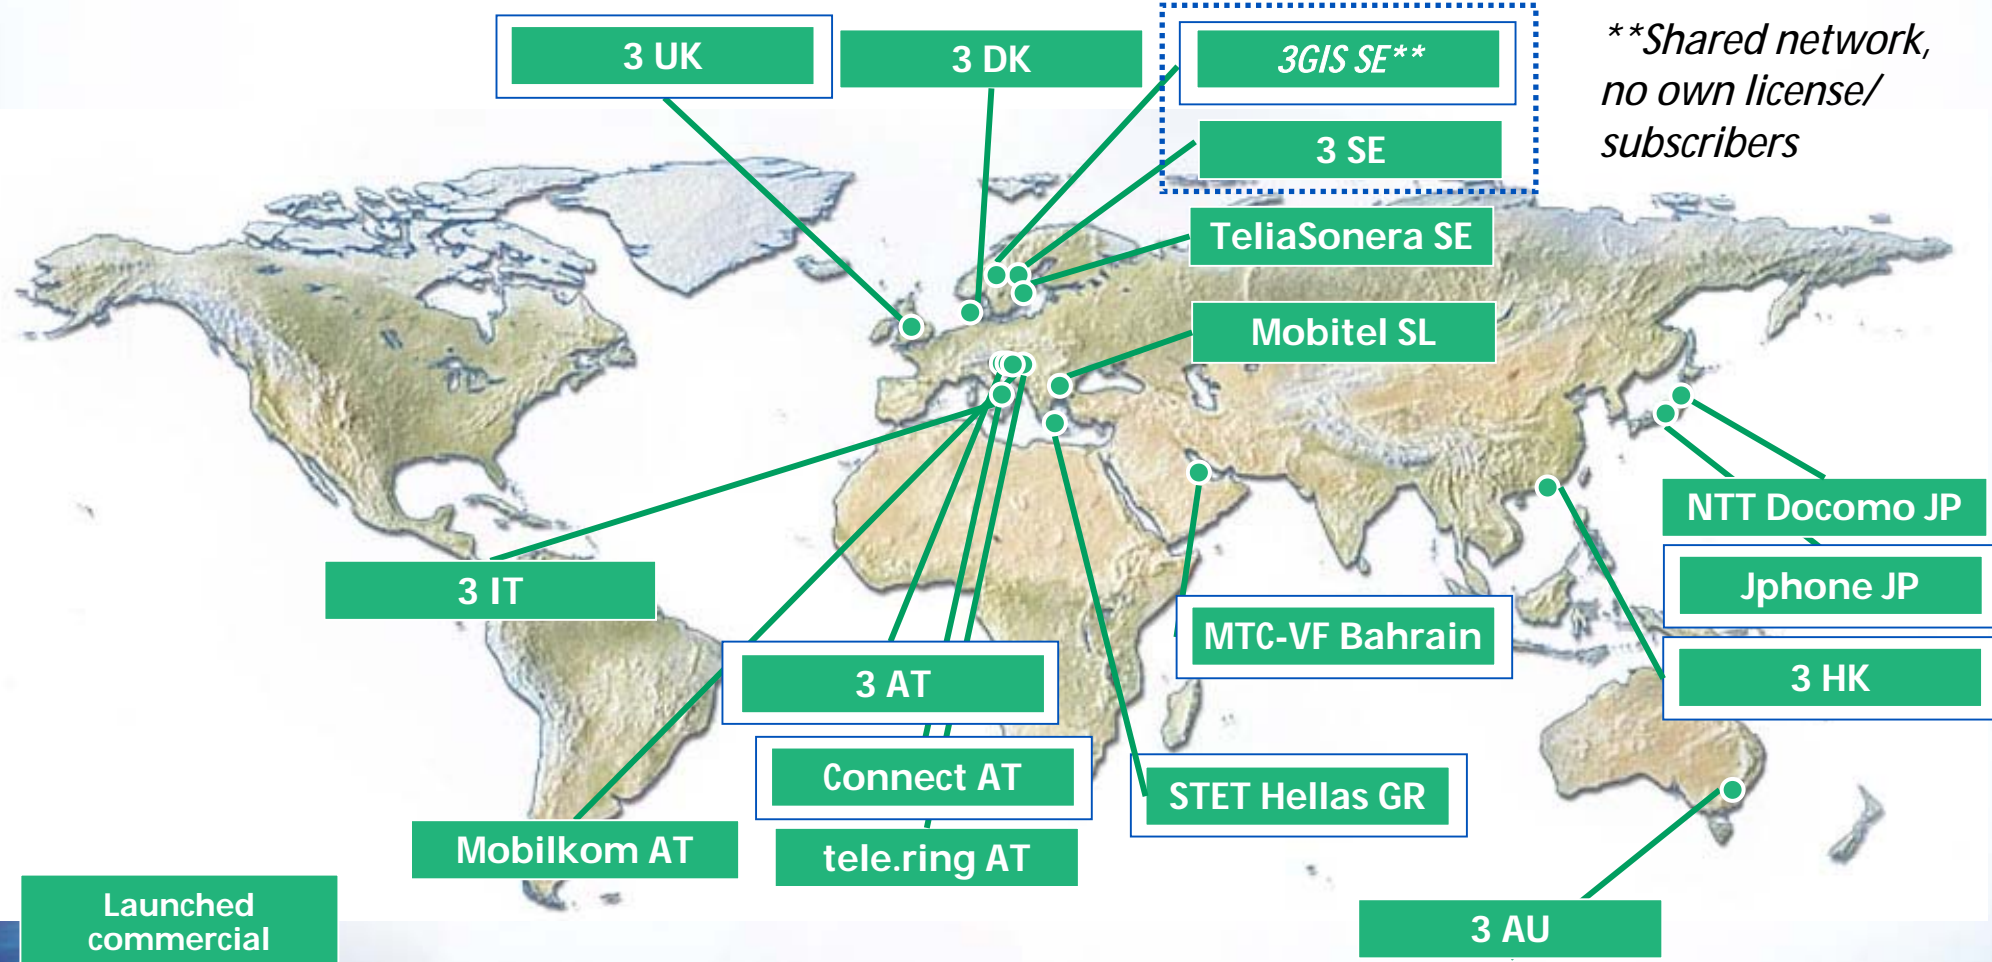 3 UK
3 DK
3GIS SE**
**Shared network,
no own license/
subscribers
3 SE
TeliaSonera SE
Mobitel SL
NTT Docomo JP
Jphone JP
3 IT
MTC-VF Bahrain
3 AT
3 HK
Connect AT
STET Hellas GR
Mobilkom AT
tele.ring AT
Launched
commercial
3 AU